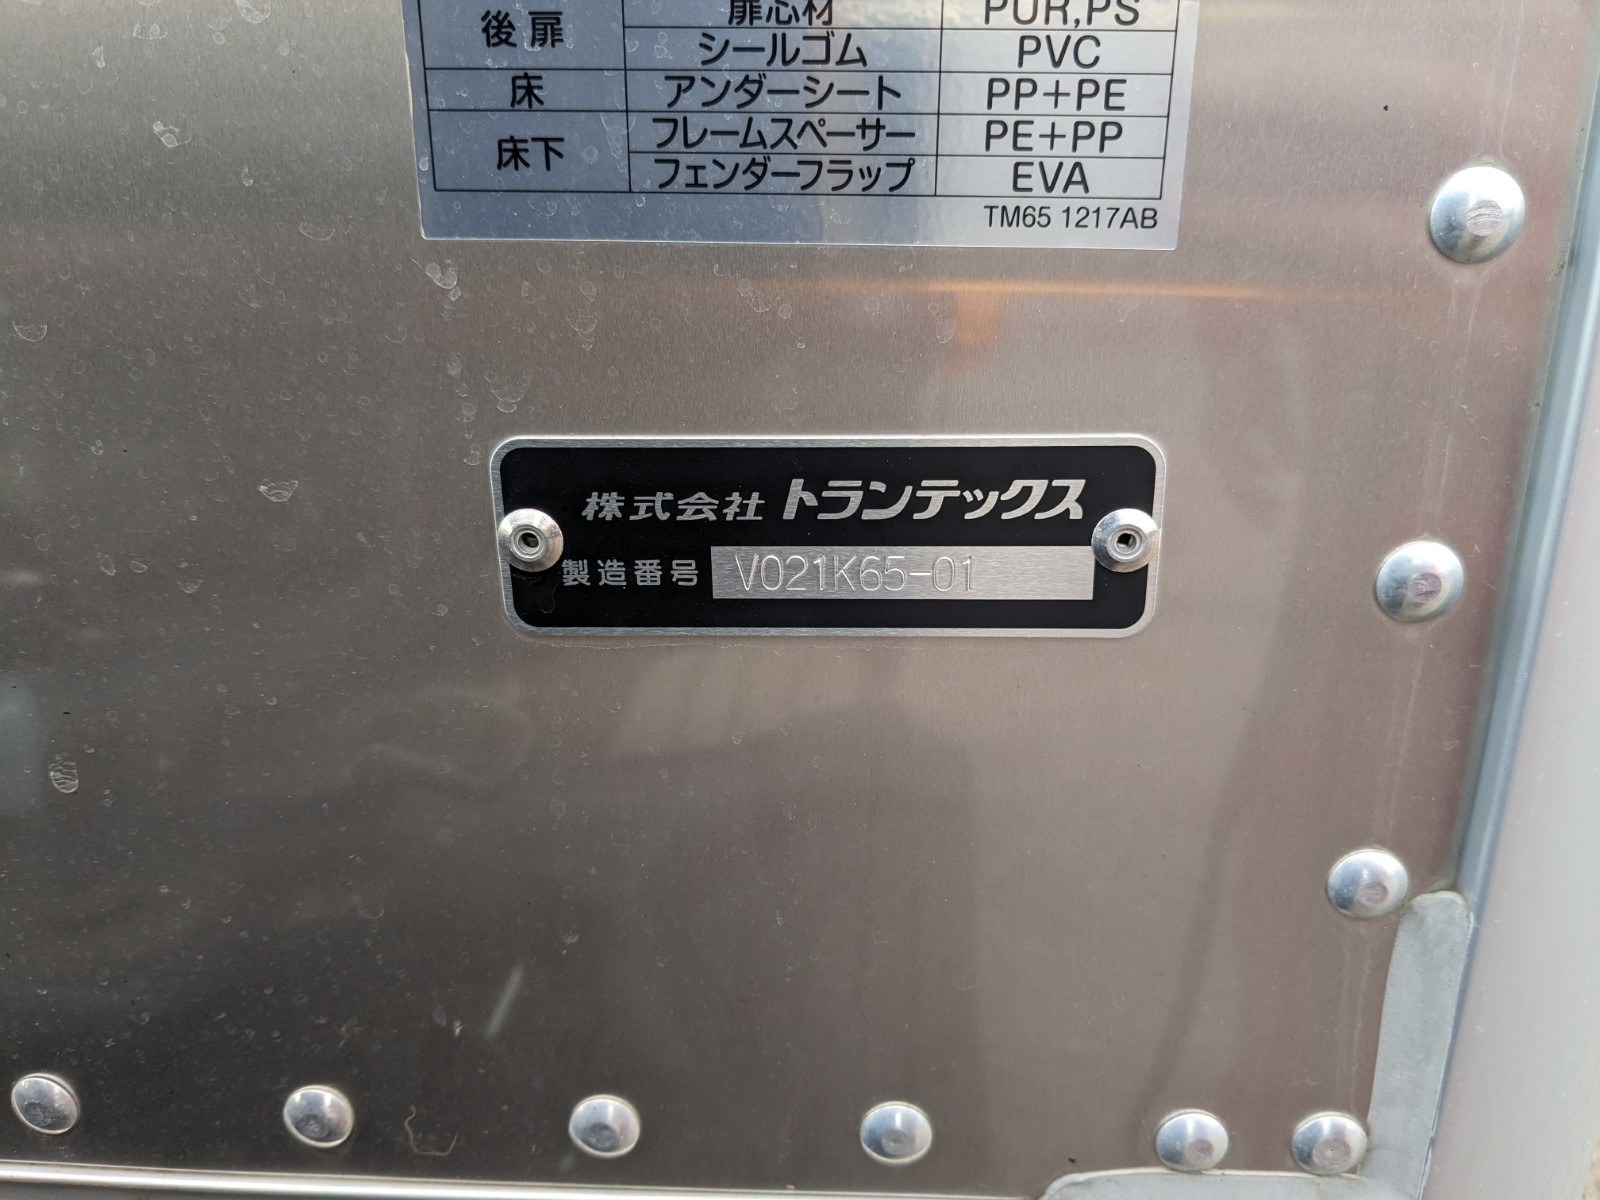 後扉 扉芯材 PUR,PS
シールゴム PVC
床 アンダーシート PP+PE
床下 フレームスペーサー PE+PP
フェンダーフラップ EVA
TM65 1217AB
株式会社 トランテックス
製造番号 V021K65-01